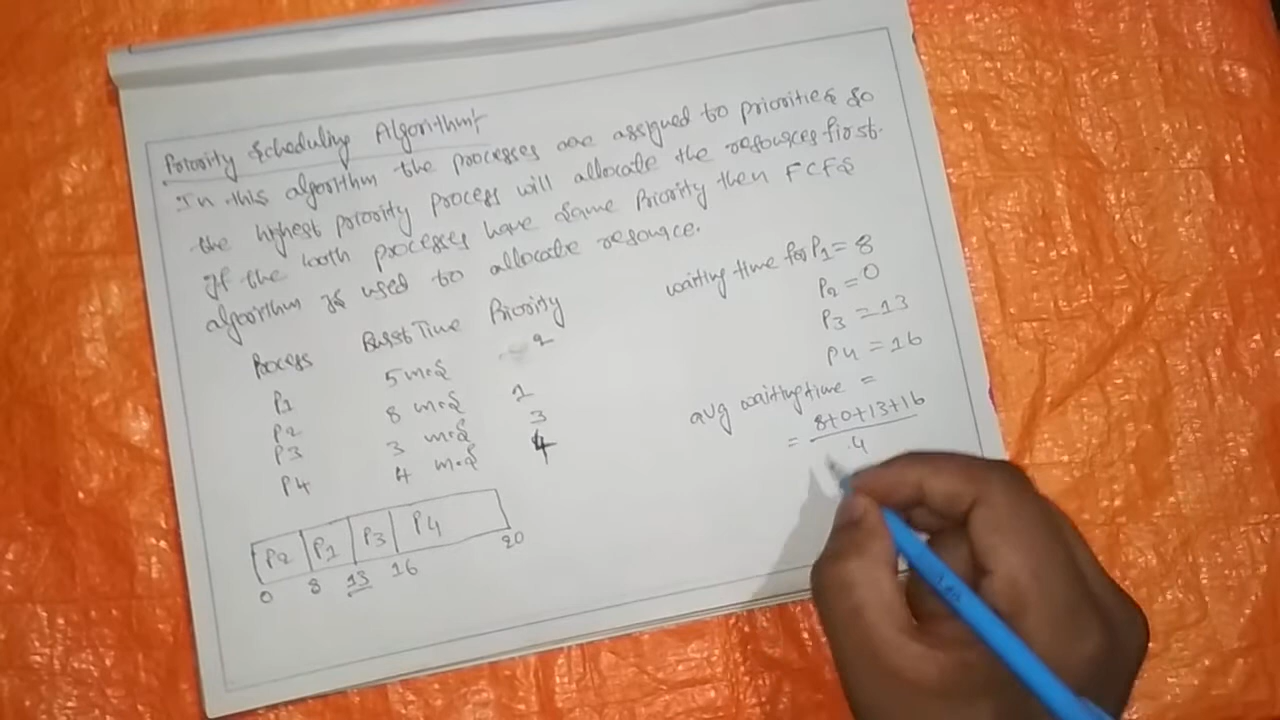 Priority Scheduling Algorithm
In this algorithm the processes are assigned to priorities so
the highest priority process will allocate the resources first.
If the both processes have same Priority then FCFS
algorithm is used to allocate resource.
Process Burst Time Priority
P1 5 m.s 2
P2 8 m.s 1
P3 3 m.s 3
P4 4 m.s 4
P2 P1 P3 P4
0 8 13 16 20
waiting time for P1 = 8
P2 = 0
P3 = 13
P4 = 16
avg waiting time =
= 8+0+13+16
4